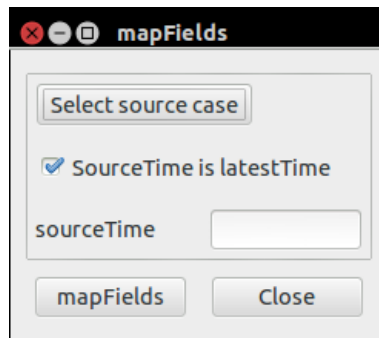 mapFields
Select source case
SourceTime is latestTime
sourceTime
mapFields
Close